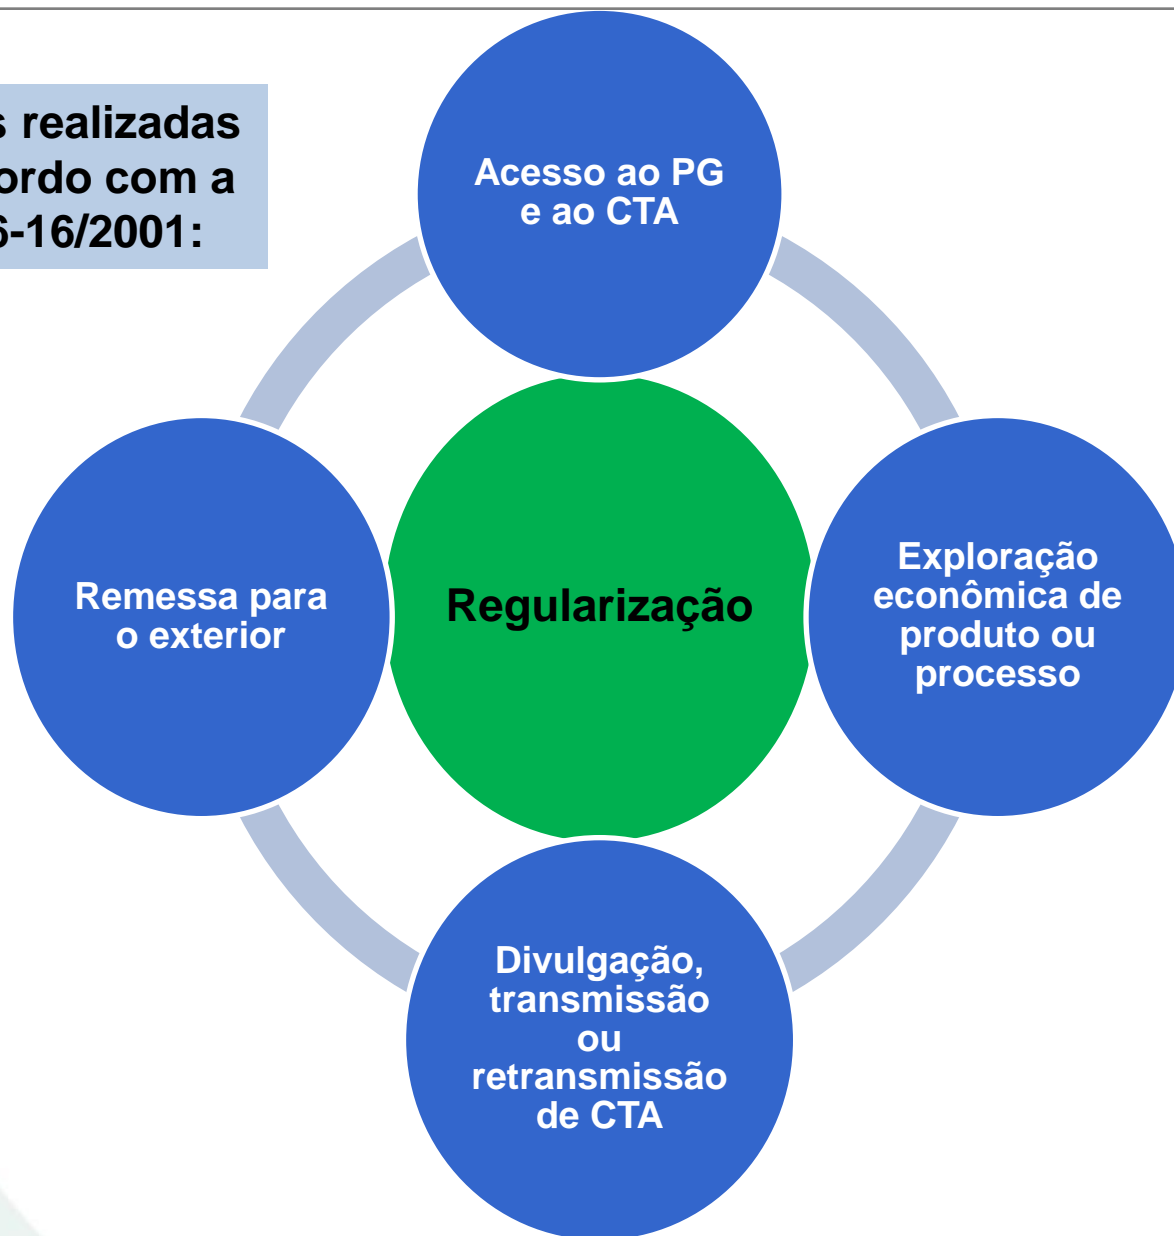 s realizadas
ordo com a
6-16/2001:
Acesso ao PG
e ao CTA
Remessa para
o exterior
Regularização
Exploração
econômica de
produto ou
processo
Divulgação,
transmissão
ou
retransmissão
de CTA